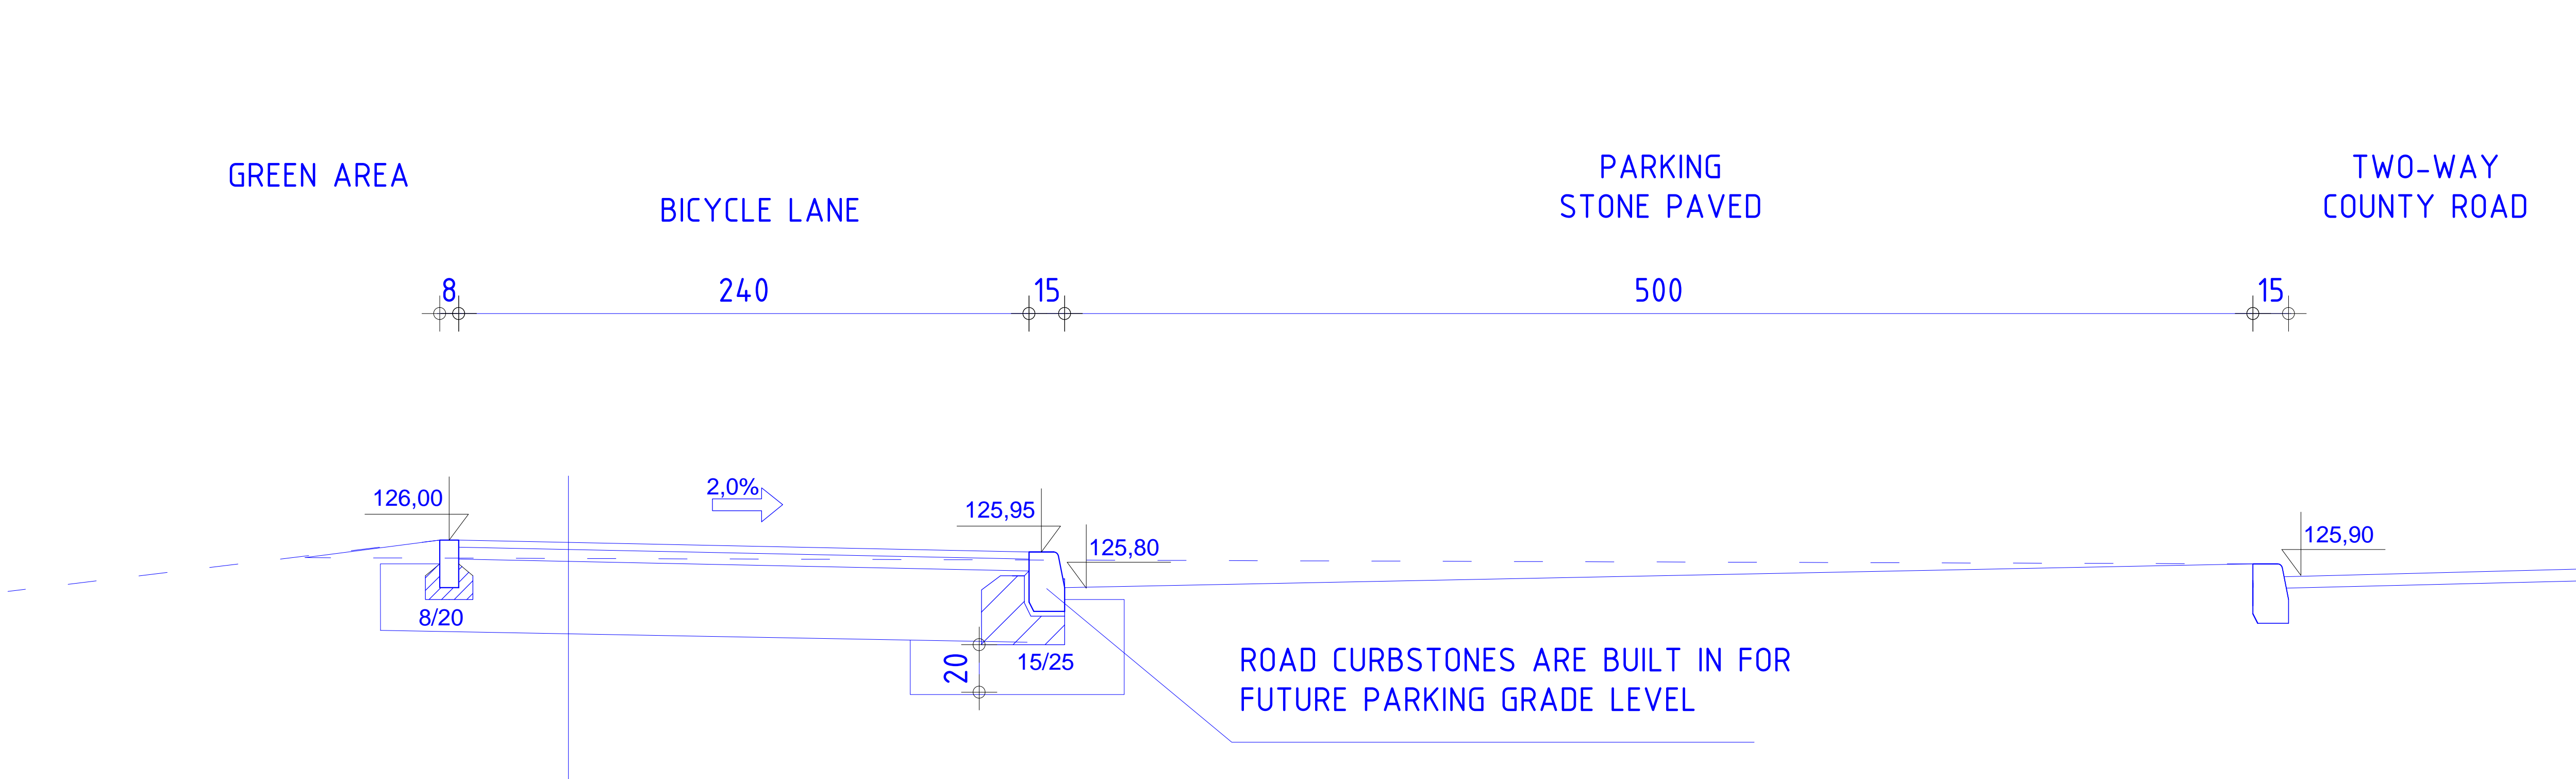 GREEN AREA
BICYCLE LANE
PARKING
STONE PAVED
TWO-WAY
COUNTY ROAD
8
240
15
500
15
126,00
2,0%
125,95
125,80
125,90
8/20
20
15/25
ROAD CURBSTONES ARE BUILT IN FOR
FUTURE PARKING GRADE LEVEL